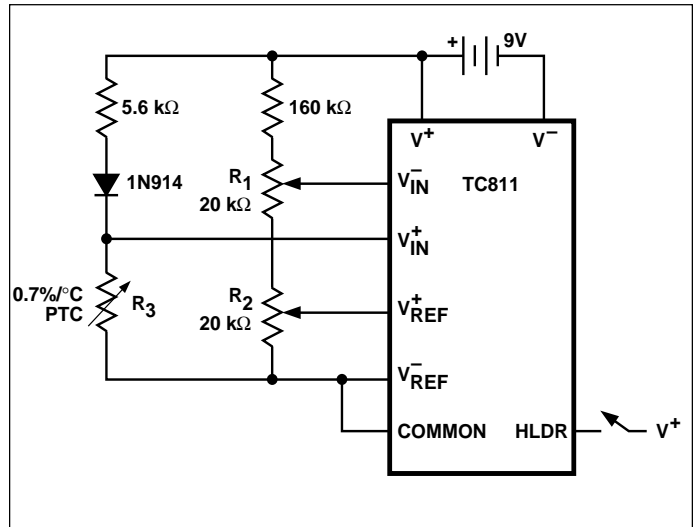 + 9V
5.6 kΩ
160 kΩ
V+
V−
1N914
R1
20 kΩ
V−IN
TC811
V+IN
0.7%/°C
PTC
R3
R2
20 kΩ
V+REF
V−REF
COMMON
HLDR
V+